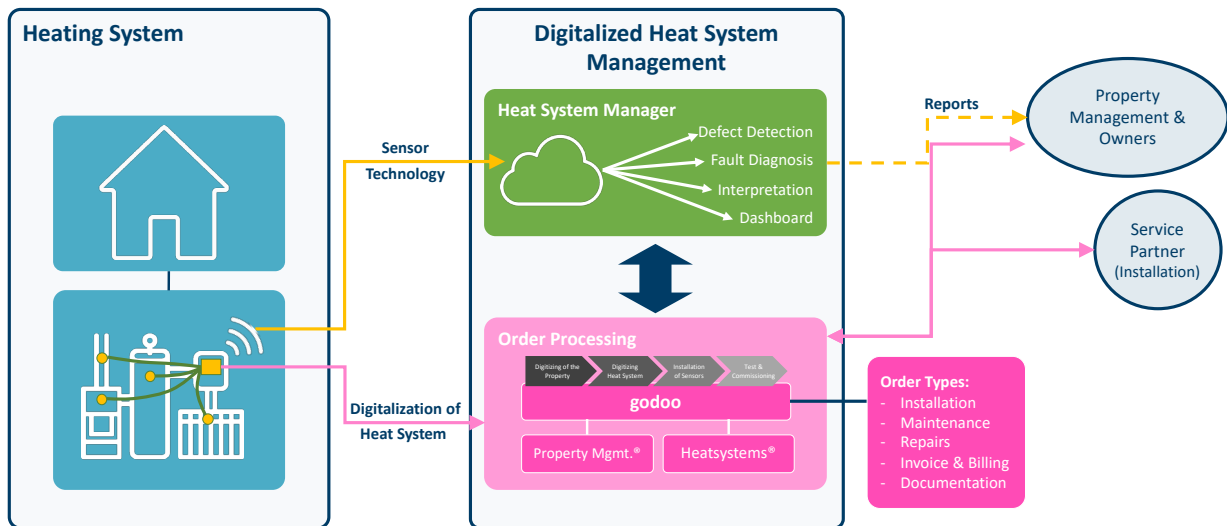 Heating System
Digitalized Heat System
Management
Heat System Manager
Defect Detection
Fault Diagnosis
Interpretation
Dashboard
Sensor
Technology
Reports
Property
Management &
Owners
Service
Partner
(Installation)
Order Processing
Digitizing of the
Property
Digitizing
Heat System
Installation
of Sensors
Test &
Commissioning
godoo
Property Mgmt.®
Heatsystems®
Digitalization of
Heat System
Order Types:
- Installation
- Maintenance
- Repairs
- Invoice & Billing
- Documentation